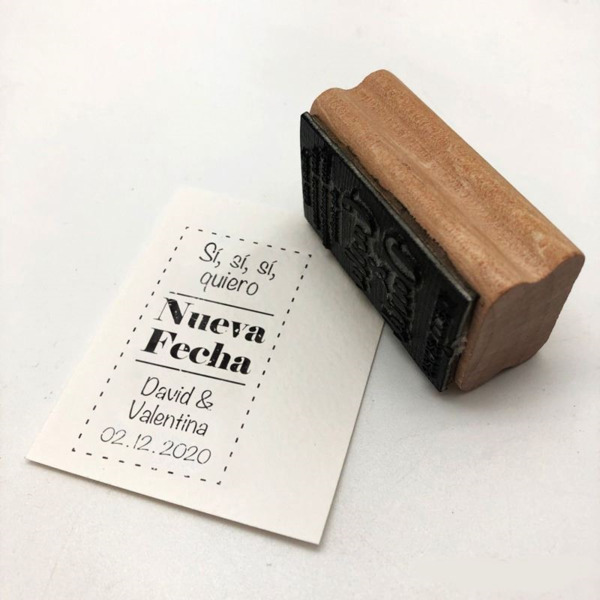 Sí, sí, sí,
quiero
Nueva
Fecha
David &
Valentina
02.12.2020